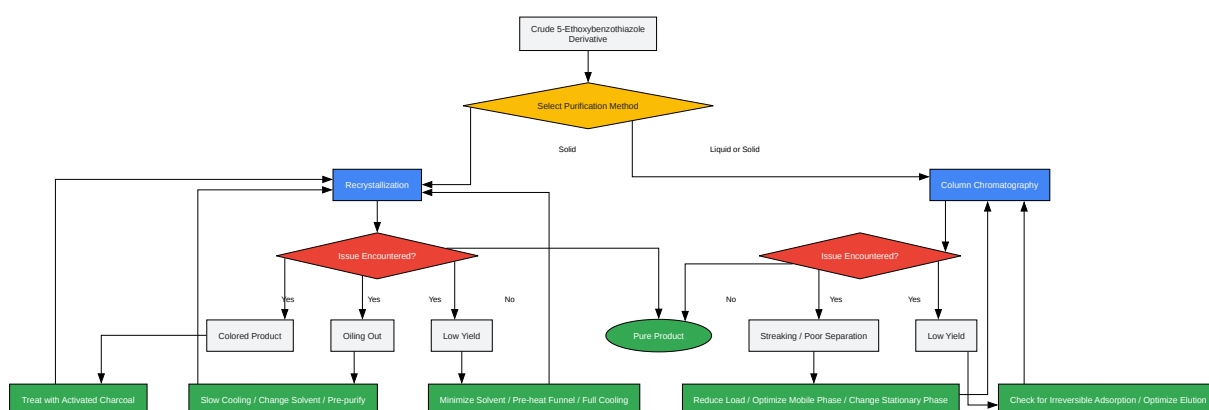 Crude 5-Ethoxybenzothiazole
Derivative
Select Purification Method
Solid
Liquid or Solid
Recrystallization
Column Chromatography
Issue Encountered?
Issue Encountered?
Yes
Yes
Yes
No
No
Yes
Yes
Colored Product
Oiling Out
Low Yield
Pure Product
Streaking / Poor Separation
Low Yield
Treat with Activated Charcoal
Slow Cooling / Change Solvent / Pre-purify
Minimize Solvent / Pre-heat Funnel / Full Cooling
Reduce Load / Optimize Mobile Phase / Change Stationary Phase
Check for Irreversible Adsorption / Optimize Elution